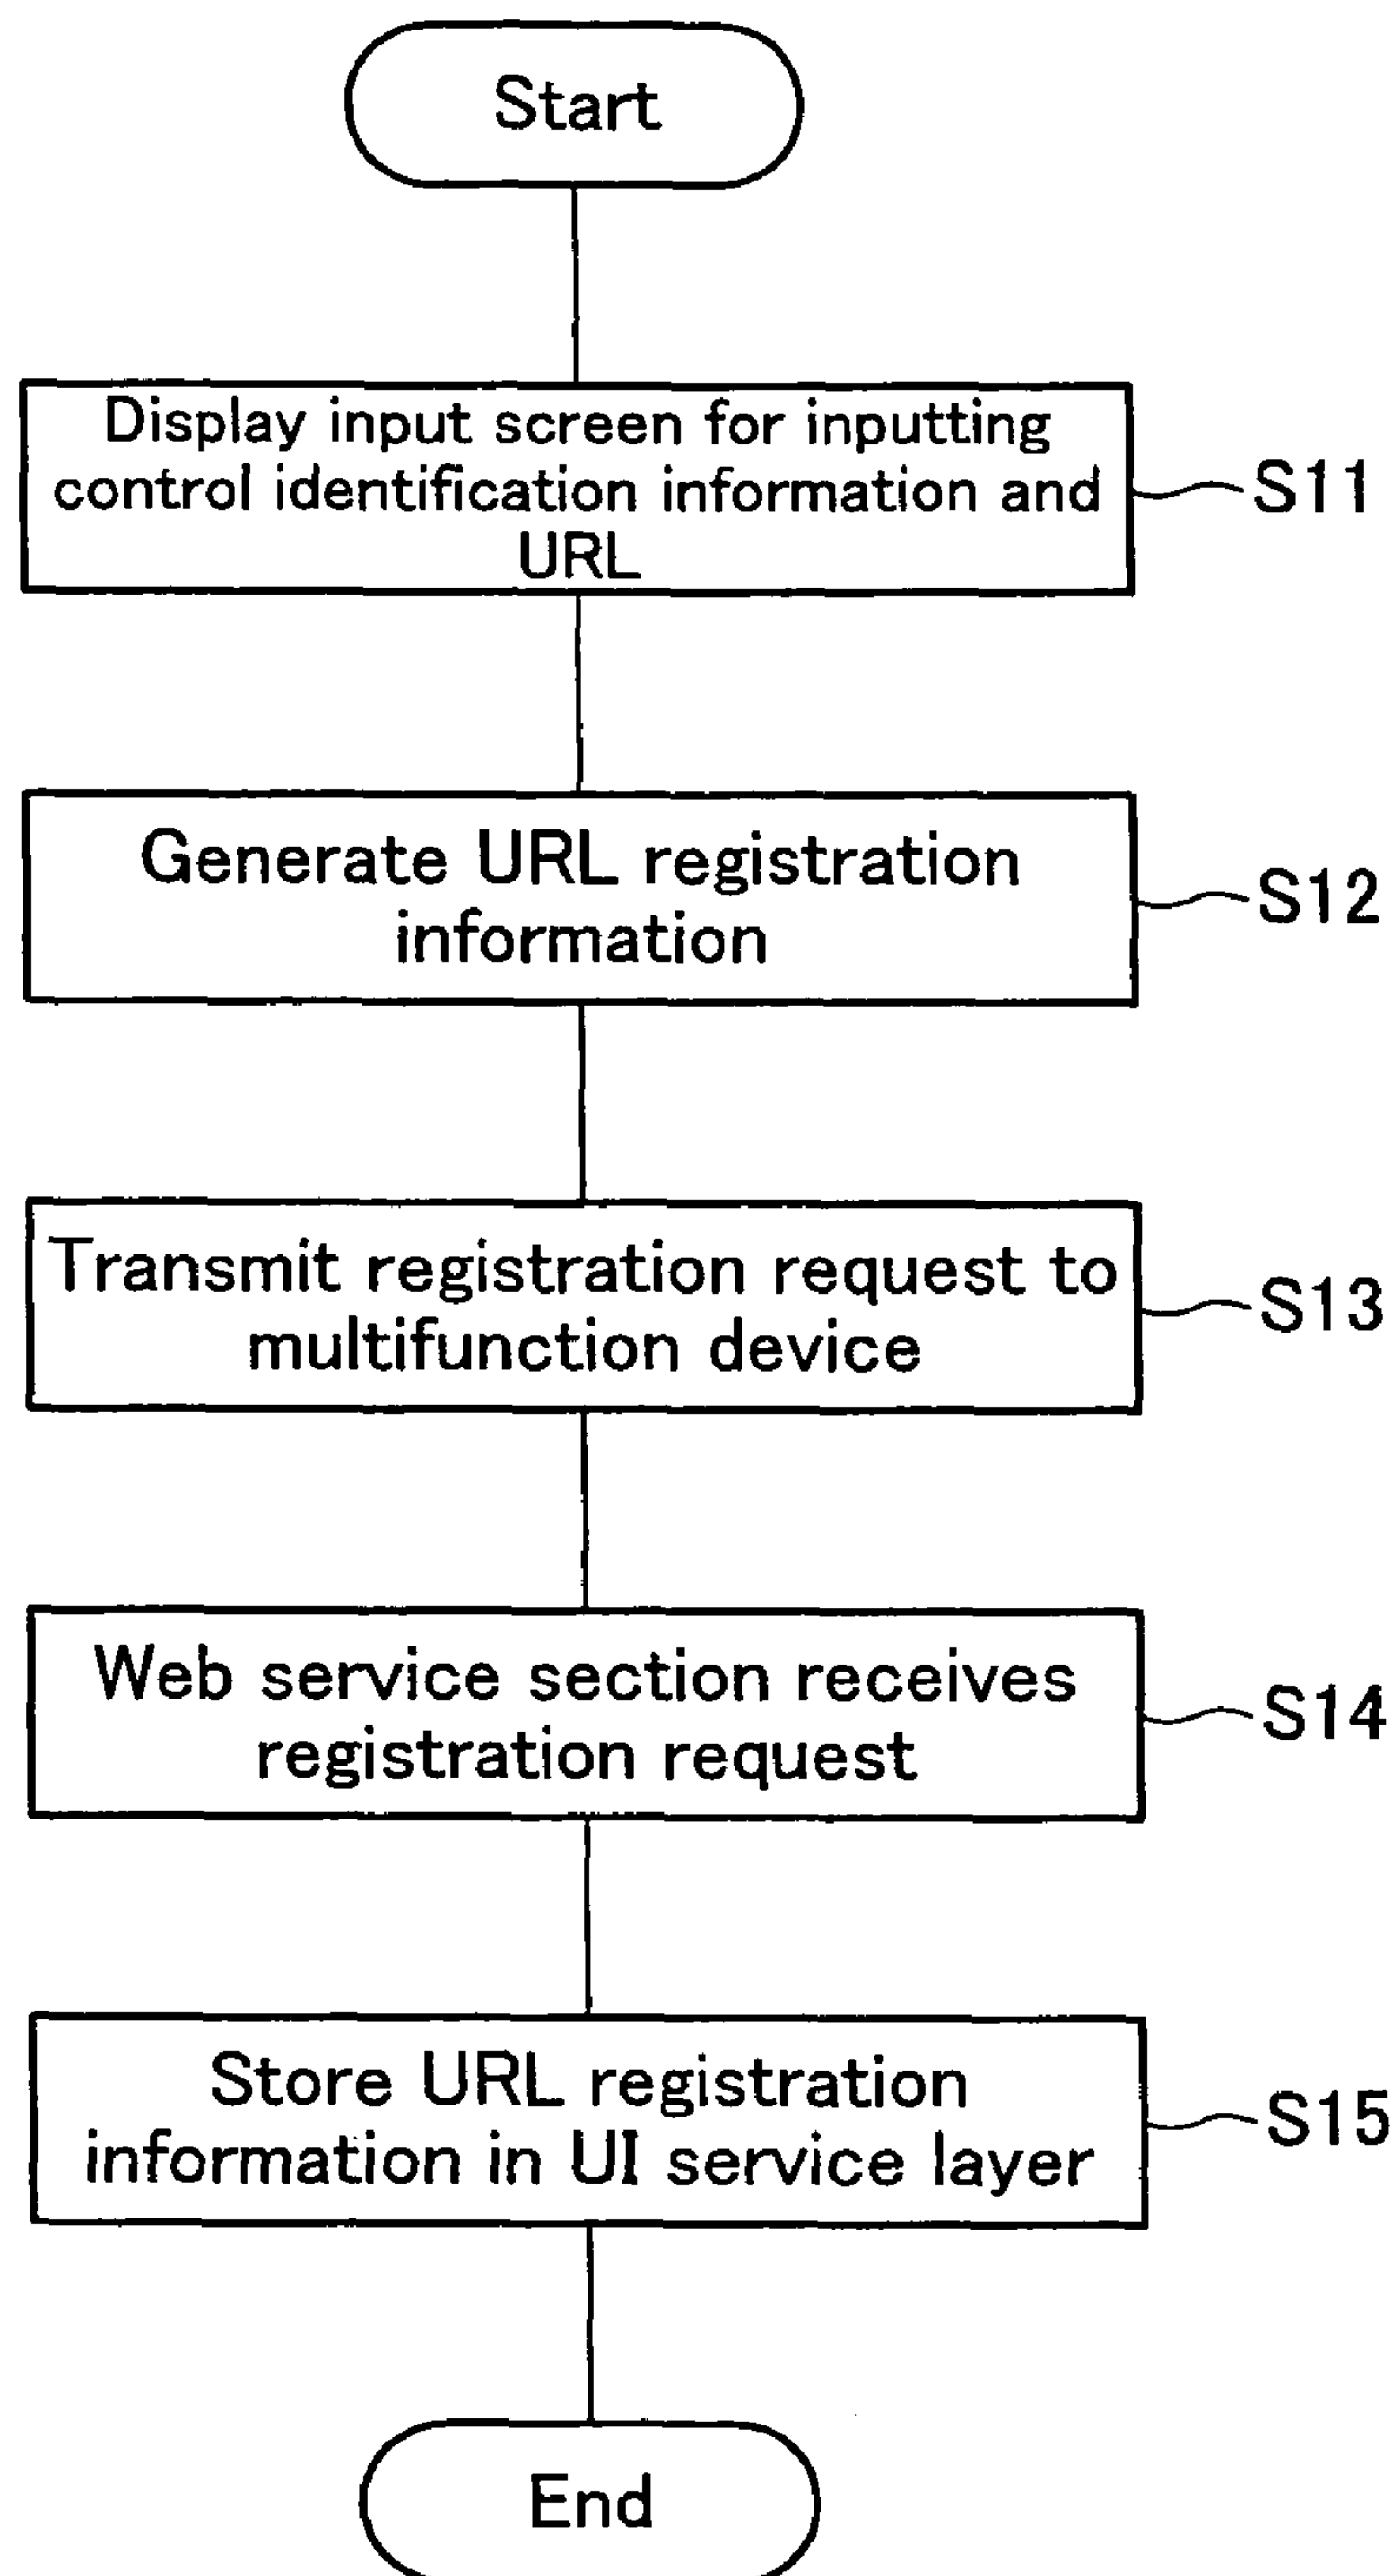 Start
Display input screen for inputting
control identification information and
URL
S11
Generate URL registration
information
S12
Transmit registration request to
multifunction device
S13
Web service section receives
registration request
S14
Store URL registration
information in UI service layer
S15
End